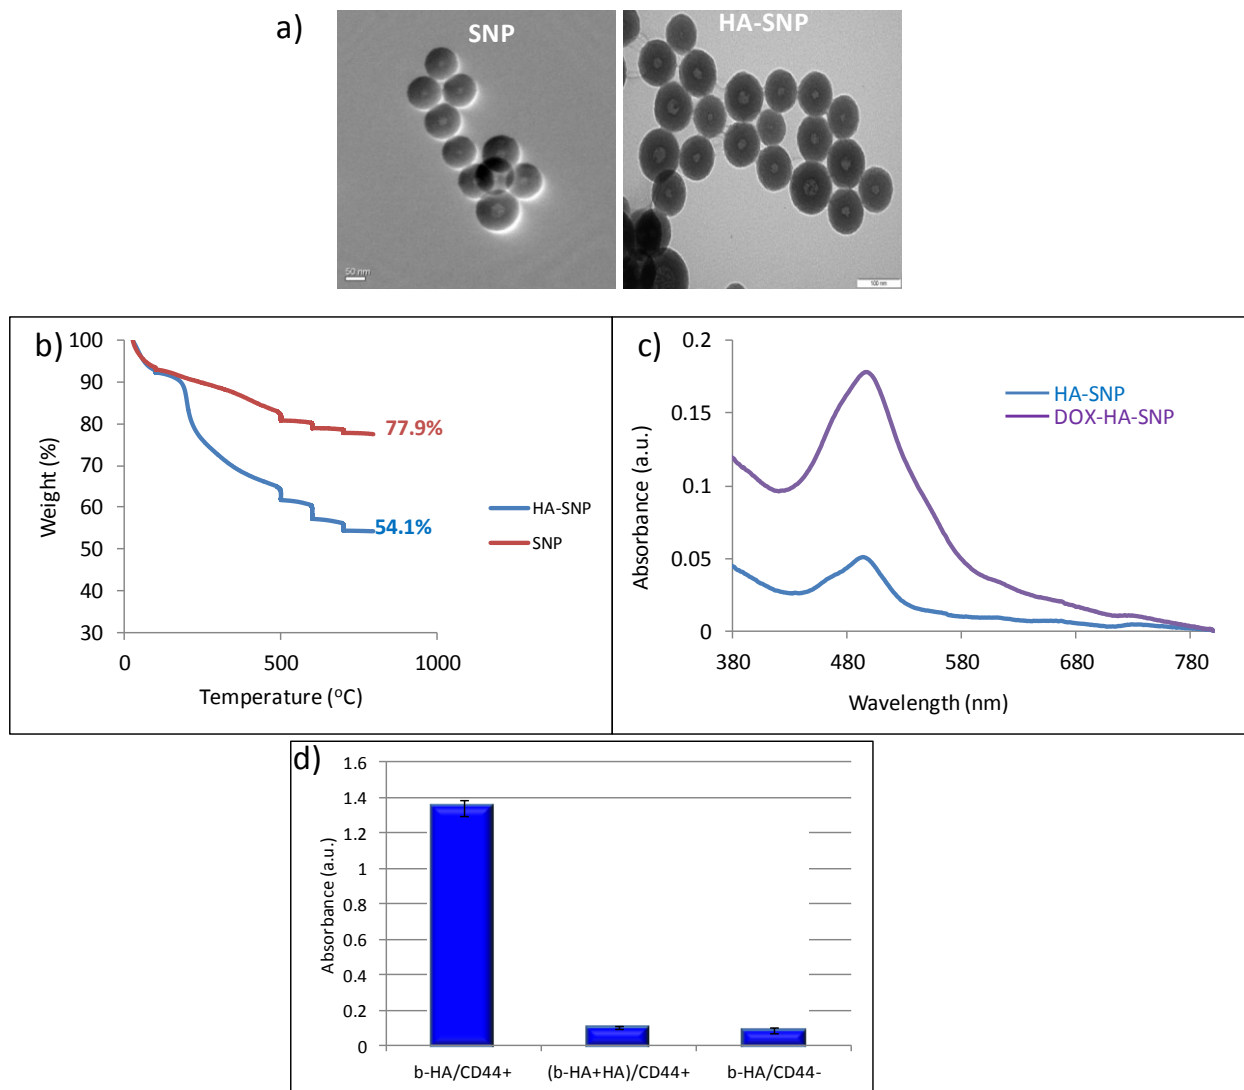 a)
SNP
HA-SNP
50 nm
100 nm
b)
100
90
80
70
60
50
40
30
0
500
1000
Weight (%)
Temperature (°C)
77.9%
54.1%
HA-SNP
SNP
c)
0.2
0.15
0.1
0.05
0
380
480
580
680
780
Absorbance (a.u.)
Wavelength (nm)
HA-SNP
DOX-HA-SNP
d)
1.6
1.4
1.2
1
0.8
0.6
0.4
0.2
0
Absorbance (a.u.)
b-HA/CD44+
(b-HA+HA)/CD44+
b-HA/CD44-